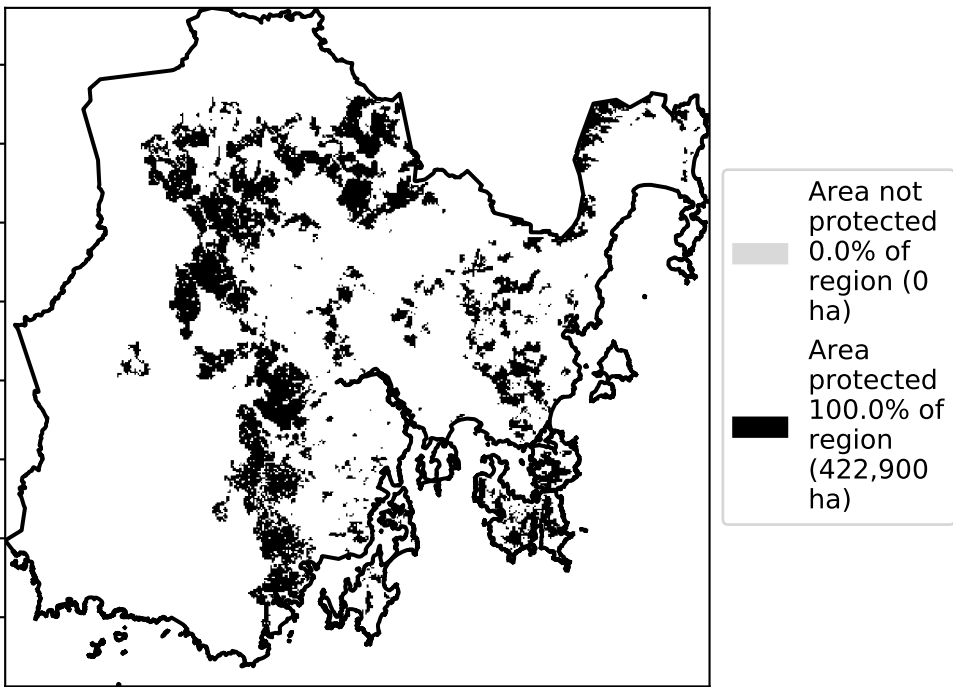 Area not
protected
0.0% of
region (0
ha)
Area
protected
100.0% of
region
(422,900
ha)